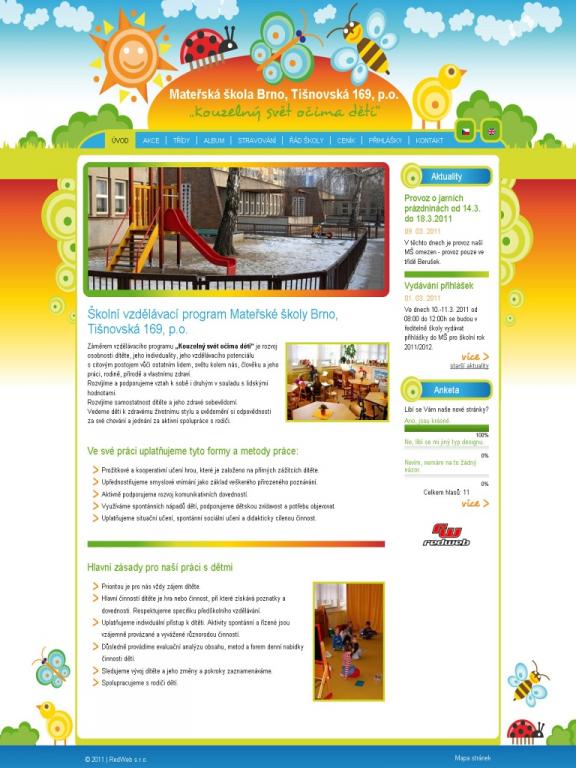 Mateřská škola Brno, Tišnovská 169, p.o.
„Kouzelný svět očima dětí"
ÚVOD | AKCE | TŘÍDY | ALBUM | STRAVOVÁNÍ | ŘÁD ŠKOLY | CENÍK | PŘIHLÁŠKY | KONTAKT
Školní vzdělávací program Mateřské školy Brno,
Tišnovská 169, p.o.
Záměrem vzdělávacího programu „Kouzelný svět očima dětí" je rozvoj
osobnosti dítěte, jeho individuality, jeho vzdělávacího potenciálu
s citovým postojem vůči ostatním lidem, světu kolem nás, člověku a jeho
práci, rodině, přírodě a vlastnímu zdraví.
Rozvíjíme a podporujeme vztah k sobě i druhým v souladu s lidskými
hodnotami.
Rozvíjíme samostatnost dítěte a jeho zdravé sebevědomí.
Vedeme děti k zdravému životnímu stylu a uvědomění si odpovědnosti
za své chování a jednání za aktivní spolupráce s rodiči.
Ve své práci uplatňujeme tyto formy a metody práce:
Prožitkové a kooperativní učení hrou, které je založeno na přímých zážitcích dítěte.
Upřednostňujeme smyslové vnímání jako základ veškerého přirozeného poznávání.
Aktivně podporujeme rozvoj komunikativních dovedností.
Využíváme spontánních nápadů dětí, podporujeme dětskou zvídavost a potřebu objevovat.
Uplatňujeme situační učení, spontánní sociální učení a didakticky cílenou činnost.
Hlavní zásady pro naší práci s dětmi
Prioritou je pro nás vždy zájem dítěte.
Hlavní činností dítěte je hra nebo činnost, při které získává poznatky a
dovednosti. Respektujeme specifiku předškolního vzdělávání.
Uplatňujeme individuální přístup k dítěti. Aktivity spontánní a řízené jsou
vzájemně provázané a vyvážené různorodou činností.
Důsledně provádíme evaluační analýzu obsahu, metod a forem denní nabídky
činností dětí.
Sledujeme vývoj dítěte a jeho změny a pokroky zaznamenáváme.
Spolupracujeme s rodiči dětí.
Aktuality
Provoz o jarních
prázdninách od 14.3.
do 18.3.2011
09. 03. 2011
V těchto dnech je provoz naší
MŠ omezen - provoz pouze ve
třídě Berušek.
Vydávání přihlášek
01. 03. 2011
Ve dnech 10.-11.3. 2011 od
08:00 do 12:00h se budou v
ředitelně školy vydávat
přihlášky do MŠ pro školní rok
2011/2012.
více >
starší aktuality
Anketa
Líbí se Vám naše nové stránky?
Ano, jsou krásné.
100%
Ne, líbí se mi jiný typ designu.
0%
Nevím, nemám na to žádný
názor.
0%
Celkem hlasů: 11
více >
redweb
© 2011 | RedWeb s.r.o.
Mapa stránek